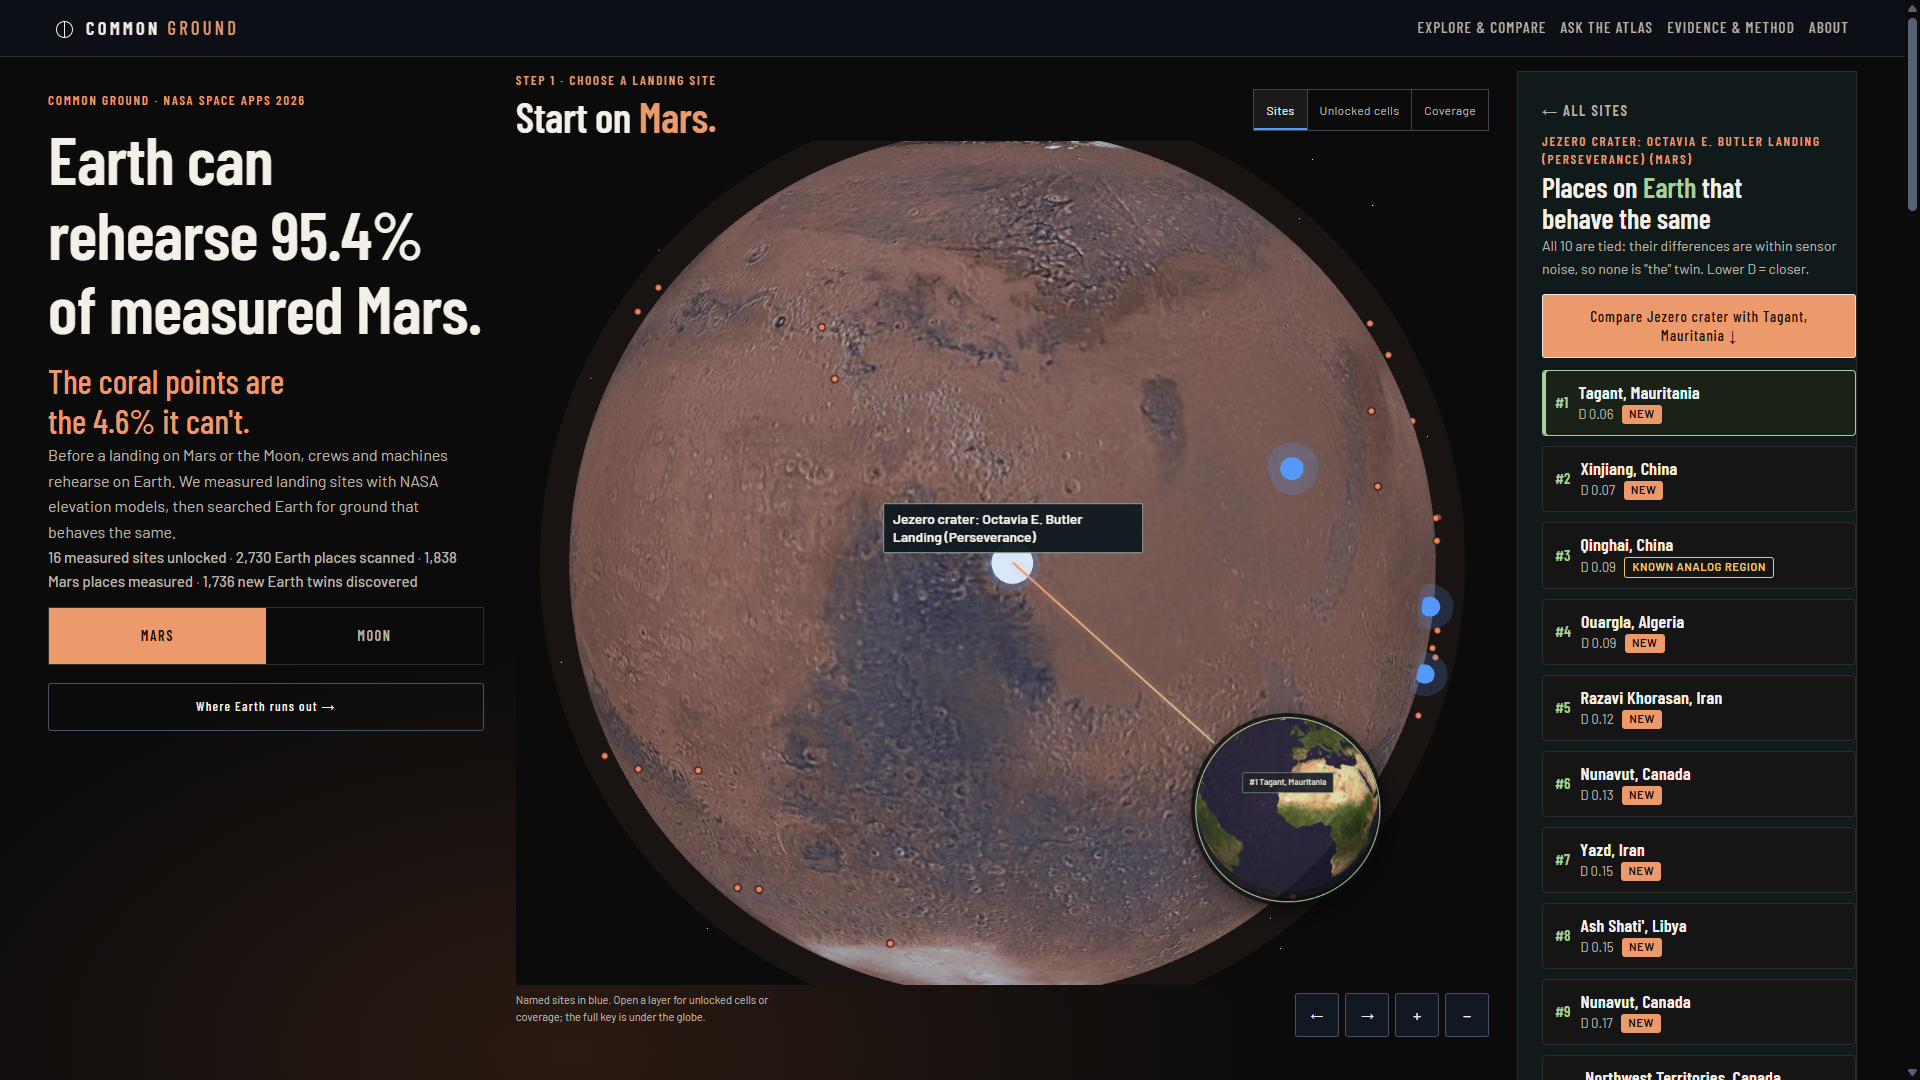 COMMON GROUND
EXPLORE & COMPARE
ASK THE ATLAS
EVIDENCE & METHOD
ABOUT
COMMON GROUND · NASA SPACE APPS 2026
Earth can
rehearse 95.4%
of measured Mars.
The coral points are
the 4.6% it can't.
Before a landing on Mars or the Moon, crews and machines
rehearse on Earth. We measured landing sites with NASA
elevation models, then searched Earth for ground that
behaves the same.
16 measured sites unlocked · 2,730 Earth places scanned · 1,838
Mars places measured · 1,736 new Earth twins discovered
MARS
MOON
Where Earth runs out →
STEP 1 · CHOOSE A LANDING SITE
Start on Mars.
Sites
Unlocked cells
Coverage
Jezero crater: Octavia E. Butler
Landing (Perseverance)
#1 Tagant, Mauritania
Named sites in blue. Open a layer for unlocked cells or
coverage; the full key is under the globe.
←
→
+
−
← ALL SITES
JEZERO CRATER: OCTAVIA E. BUTLER LANDING
(PERSEVERANCE) (MARS)
Places on Earth that
behave the same
All 10 are tied: their differences are within sensor
noise, so none is "the" twin. Lower D = closer.
Compare Jezero crater with Tagant,
Mauritania ↓
#1
Tagant, Mauritania
D 0.06 NEW
#2
Xinjiang, China
D 0.07 NEW
#3
Qinghai, China
D 0.09 KNOWN ANALOG REGION
#4
Ouargla, Algeria
D 0.09 NEW
#5
Razavi Khorasan, Iran
D 0.12 NEW
#6
Nunavut, Canada
D 0.13 NEW
#7
Yazd, Iran
D 0.15 NEW
#8
Ash Shati', Libya
D 0.15 NEW
#9
Nunavut, Canada
D 0.17 NEW
Northwest Territories, Canada